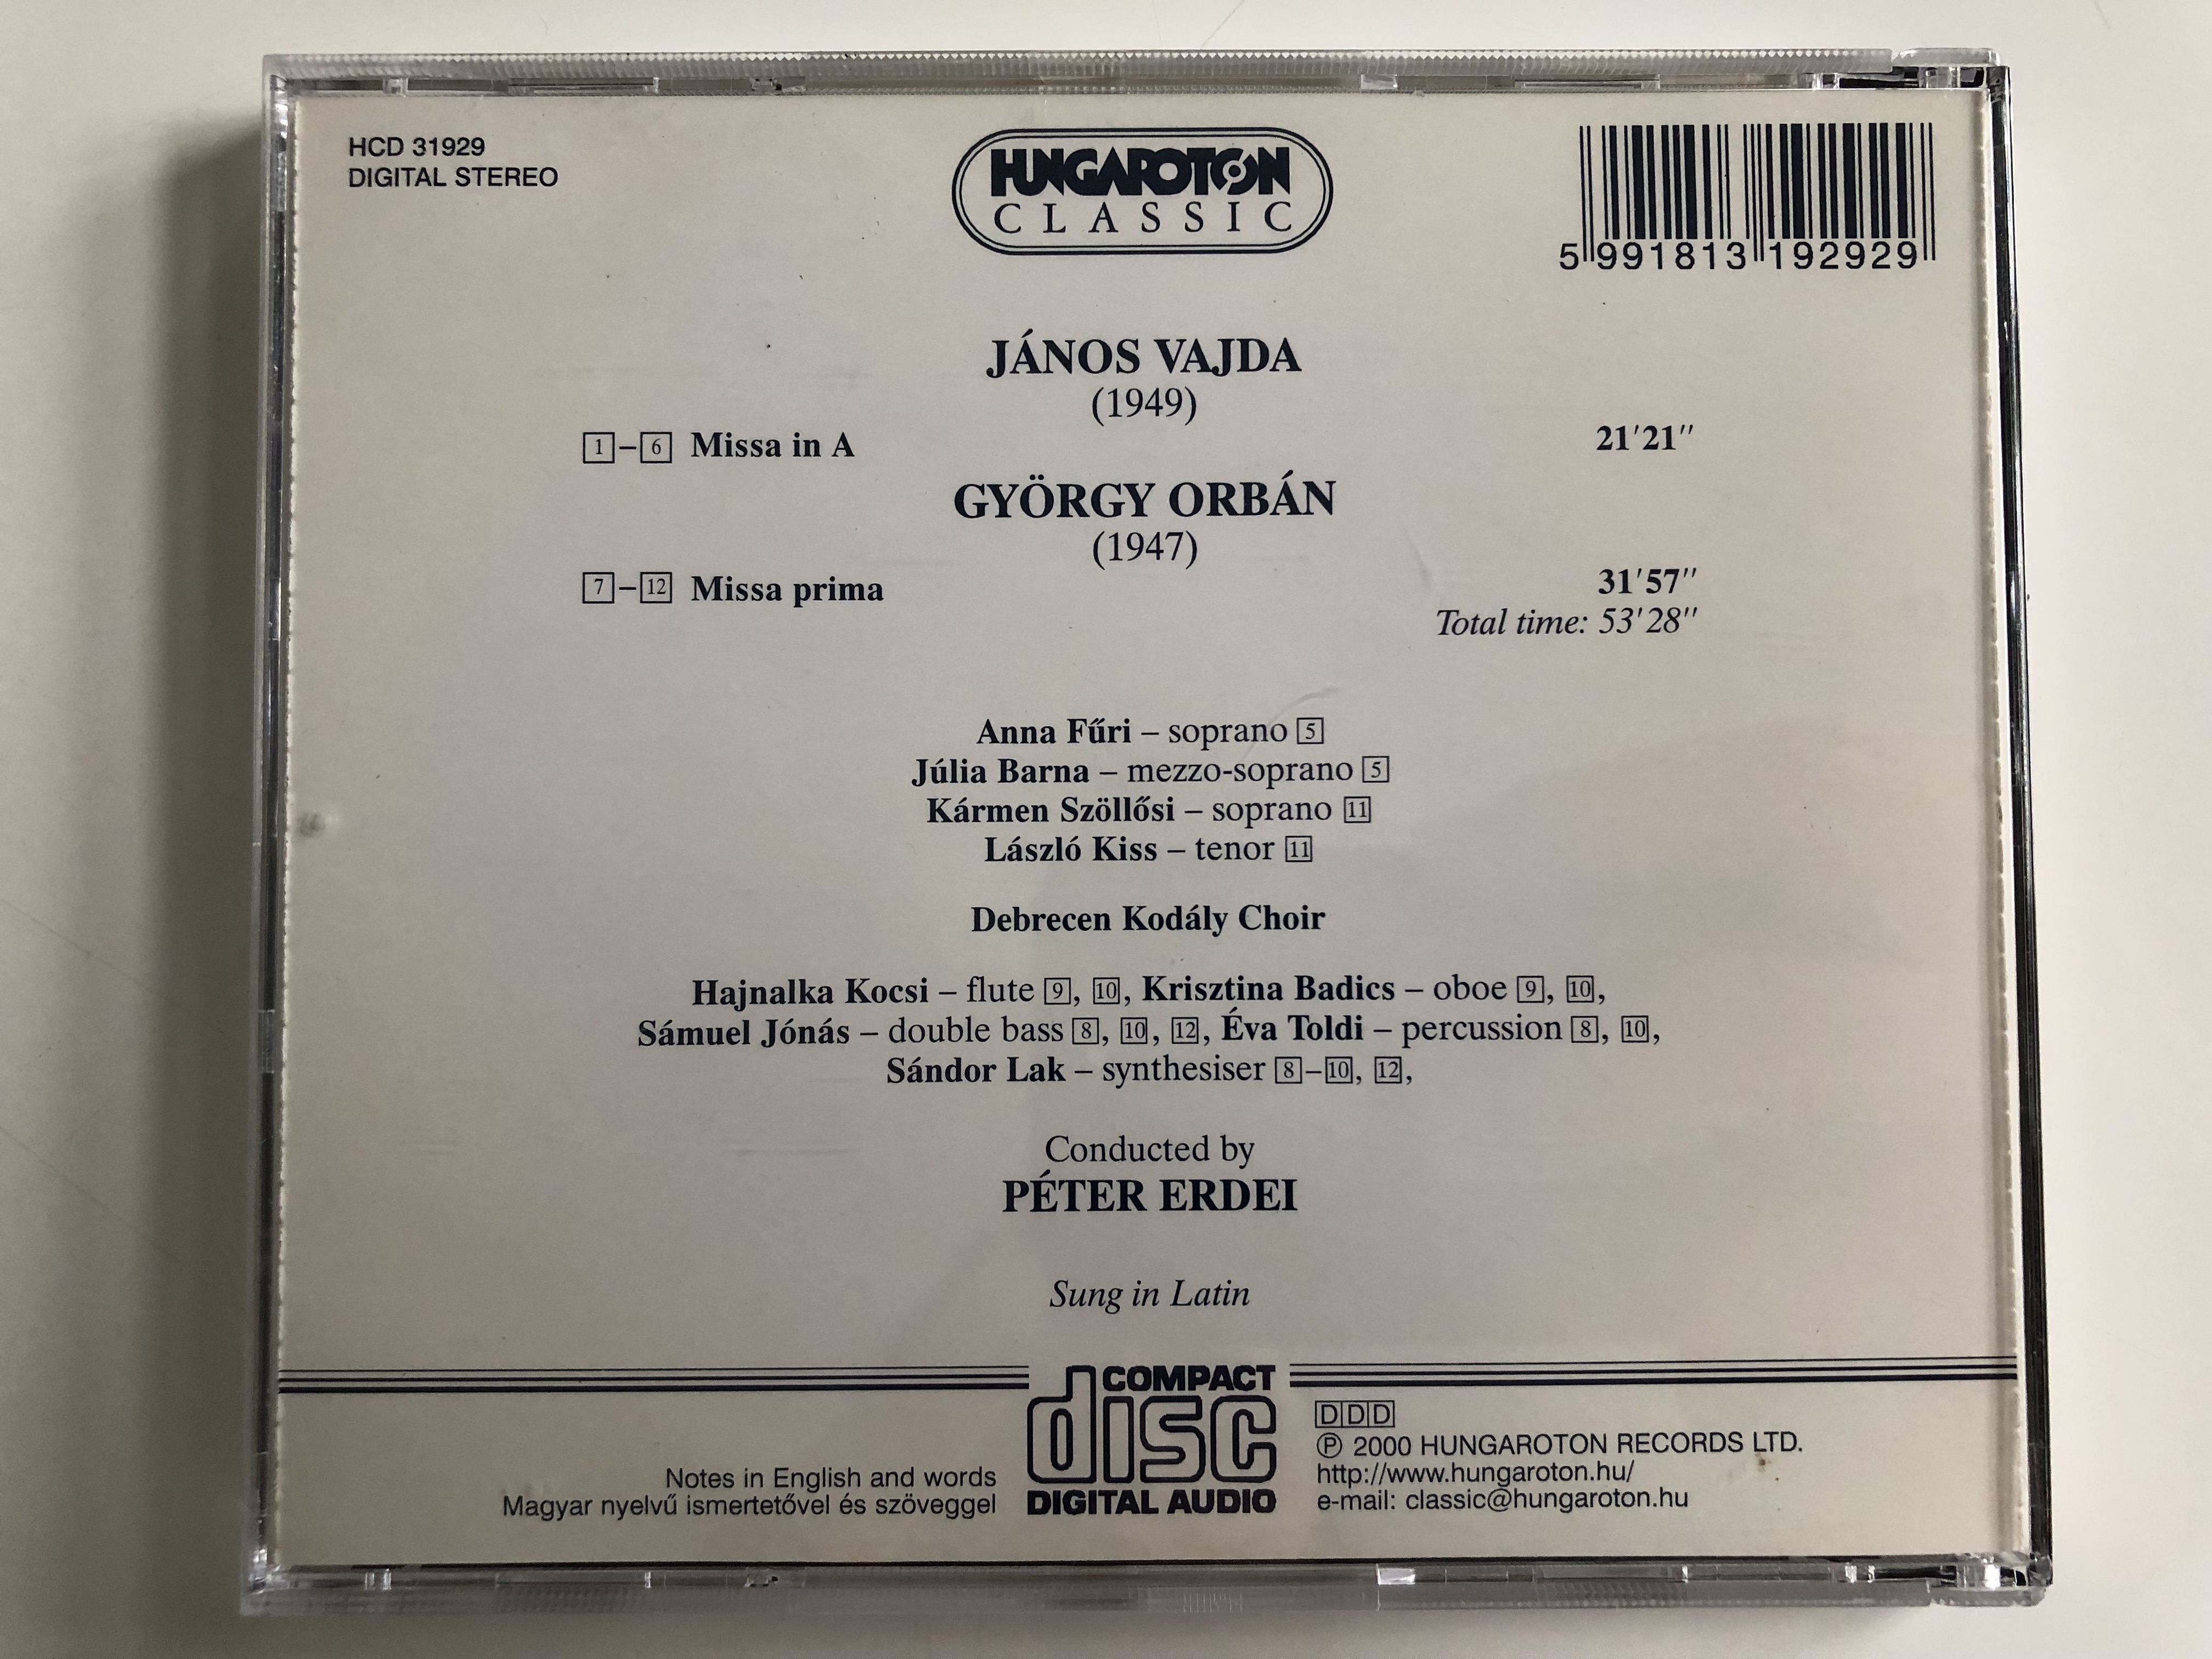 HCD 31929
DIGITAL STEREO
HUNGAROTON
CLASSIC
5 991813 192929
JÁNOS VAJDA
(1949)
1–6 Missa in A 21'21"
GYÖRGY ORBÁN
(1947)
7–12 Missa prima 31'57"
Total time: 53'28"
Anna Fűri – soprano 5
Júlia Barna – mezzo-soprano 5
Kármen Szöllősi – soprano 11
László Kiss – tenor 11
Debrecen Kodály Choir
Hajnalka Kocsi – flute 9, 10, Krisztina Badics – oboe 9, 10,
Sámuel Jónás – double bass 8, 10, 12, Éva Toldi – percussion 8, 10,
Sándor Lak – synthesiser 8–10, 12,
Conducted by
PÉTER ERDEI
Sung in Latin
Notes in English and words
Magyar nyelvű ismertetővel és szöveggel
COMPACT
disc
DIGITAL AUDIO
DDD
℗ 2000 HUNGAROTON RECORDS LTD.
http://www.hungaroton.hu/
e-mail: classic@hungaroton.hu